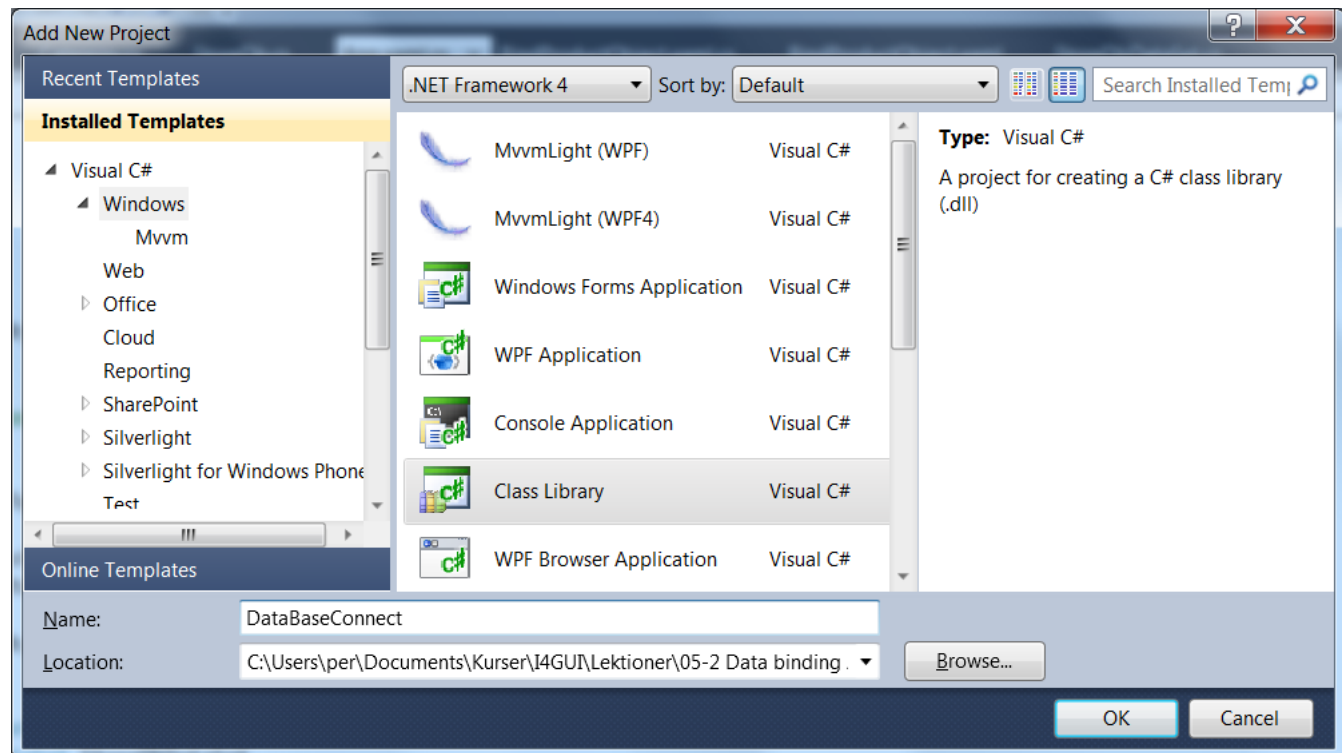 Add New Project
Recent Templates
Installed Templates
Visual C#
Windows
Mvvm
Web
Office
Cloud
Reporting
SharePoint
Silverlight
Silverlight for Windows Phone
Test
Online Templates
.NET Framework 4
Sort by:
Default
Search Installed Temp
MvvmLight (WPF) Visual C#
MvvmLight (WPF4) Visual C#
Windows Forms Application Visual C#
WPF Application Visual C#
Console Application Visual C#
Class Library Visual C#
WPF Browser Application Visual C#
Type: Visual C#
A project for creating a C# class library
(.dll)
Name: DataBaseConnect
Location: C:\Users\per\Documents\Kurser\I4GUI\Lektioner\05-2 Data binding .
Browse...
OK Cancel